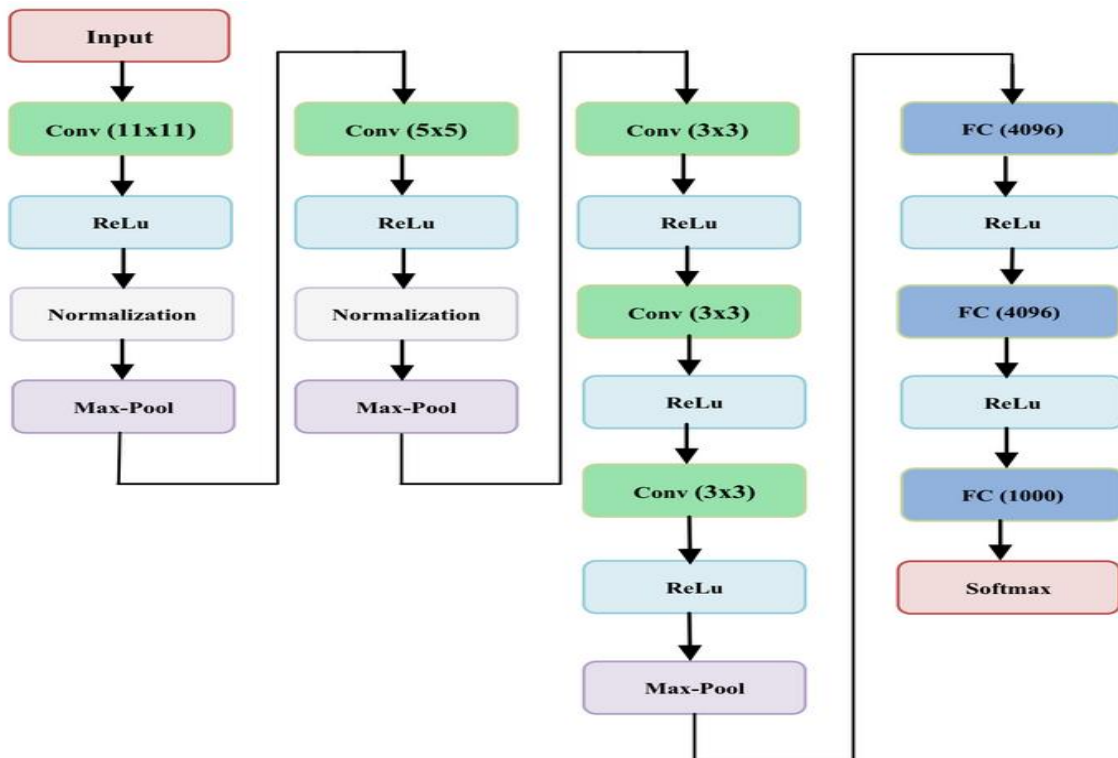 Input
Conv (11x11)
ReLu
Normalization
Max-Pool
Conv (5x5)
ReLu
Normalization
Max-Pool
Conv (3x3)
ReLu
Conv (3x3)
ReLu
Conv (3x3)
ReLu
Max-Pool
FC (4096)
ReLu
FC (4096)
ReLu
FC (1000)
Softmax